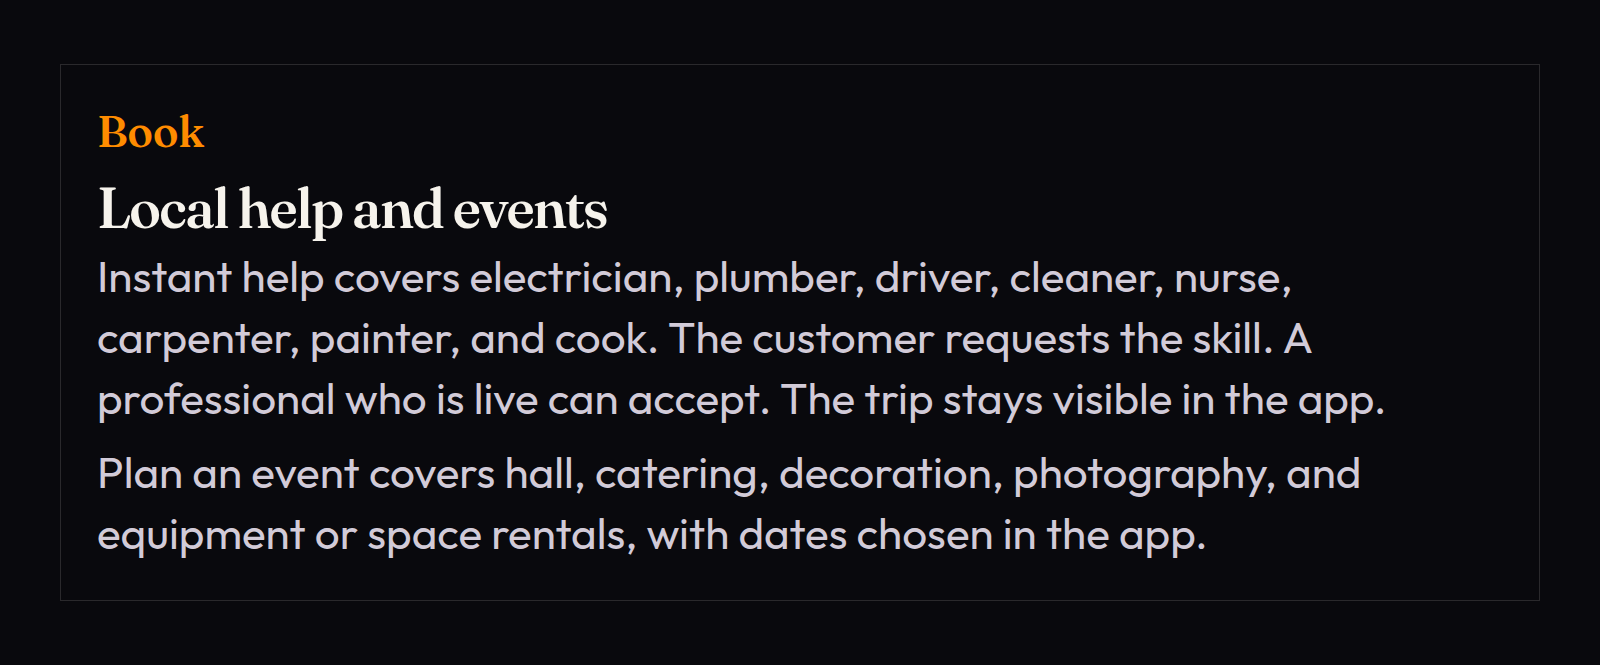 Book
Local help and events
Instant help covers electrician, plumber, driver, cleaner, nurse,
carpenter, painter, and cook. The customer requests the skill. A
professional who is live can accept. The trip stays visible in the app.
Plan an event covers hall, catering, decoration, photography, and
equipment or space rentals, with dates chosen in the app.